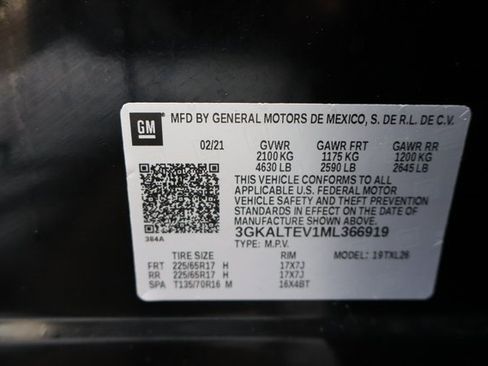 GM
MFD BY GENERAL MOTORS DE MEXICO, S. DE R.L. DE C.V.
02/21 GVWR GAWR FRT GAWR RR
2100 KG 1175 KG 1200 KG
4630 LB 2590 LB 2645 LB
THIS VEHICLE CONFORMS TO ALL
APPLICABLE U.S. FEDERAL MOTOR
VEHICLE SAFETY AND THEFT PREVENTION
STANDARDS IN EFFECT ON THE DATE OF
MANUFACTURE SHOWN ABOVE.
3GKALTEV1ML366919
384A
TYPE: M.P.V.
TIRE SIZE RIM MODEL: 19TXL26
FRT 225/65R17 H 17X7J
RR 225/65R17 H 17X7J
SPA T135/70R16 M 16X4BT